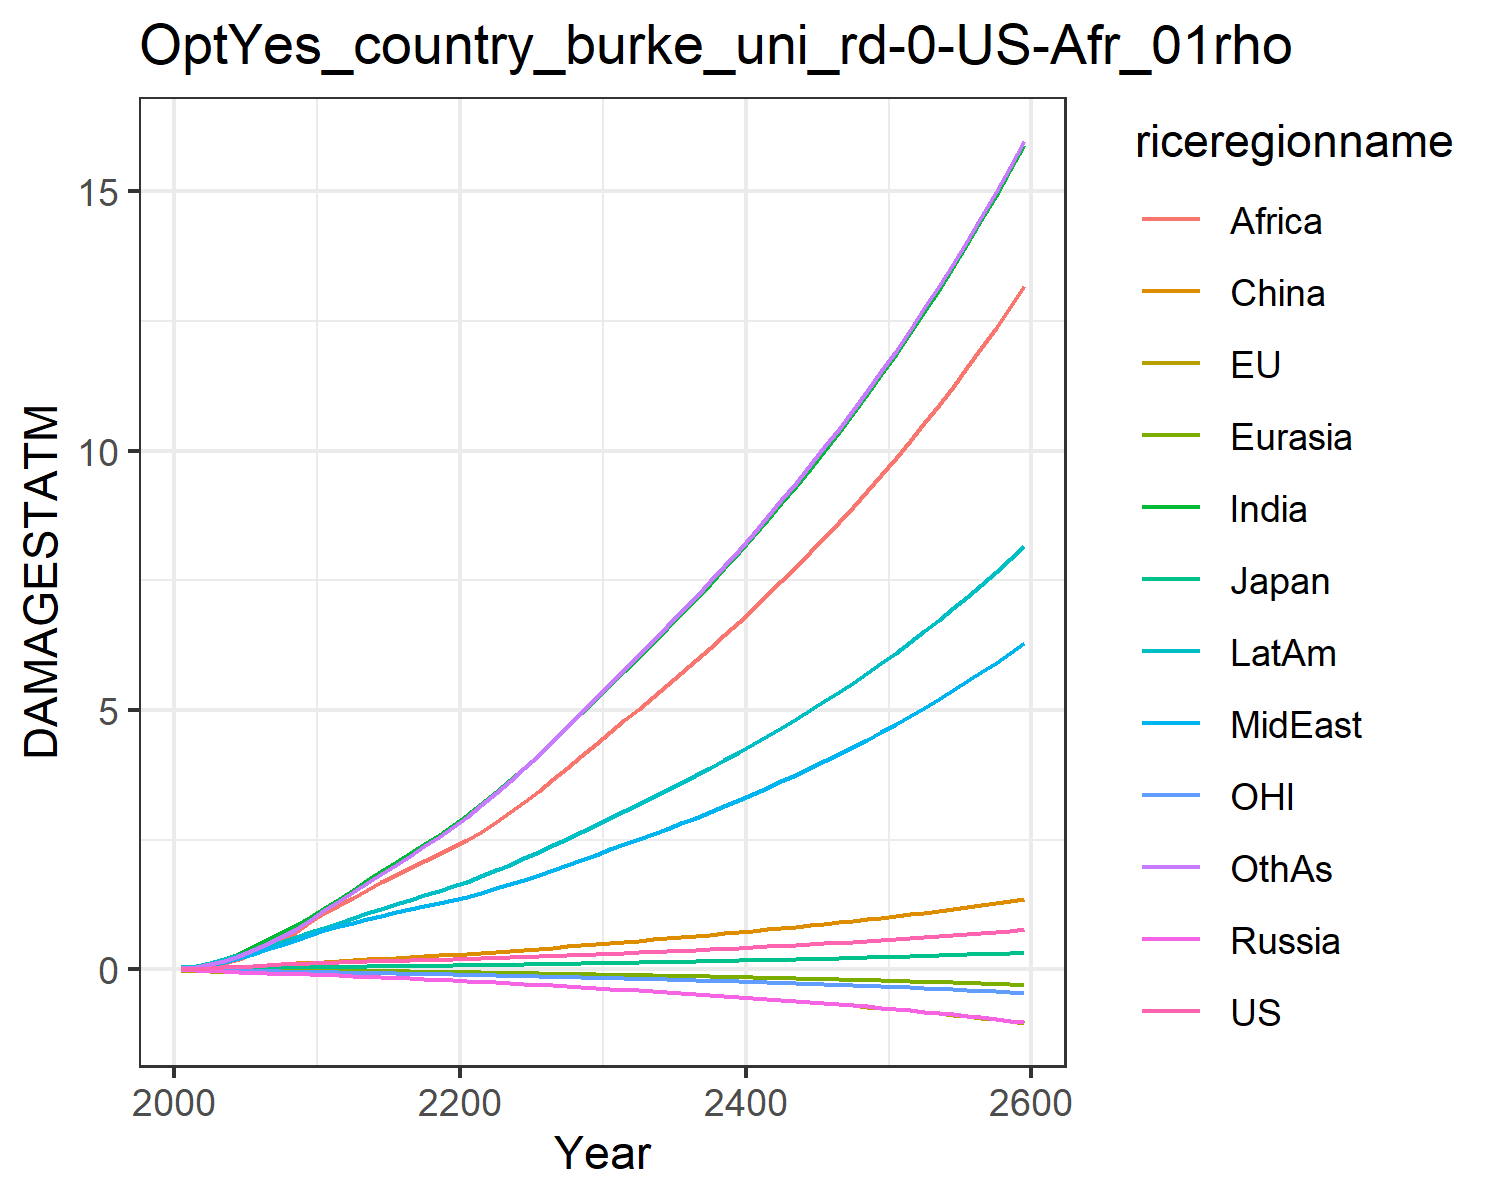 OptYes_country_burke_uni_rd-0-US-Afr_01rho
DAMAGESTATM
15
10
5
0
2000
2200
2400
2600
Year
riceregionname
Africa
China
EU
Eurasia
India
Japan
LatAm
MidEast
OHI
OthAs
Russia
US